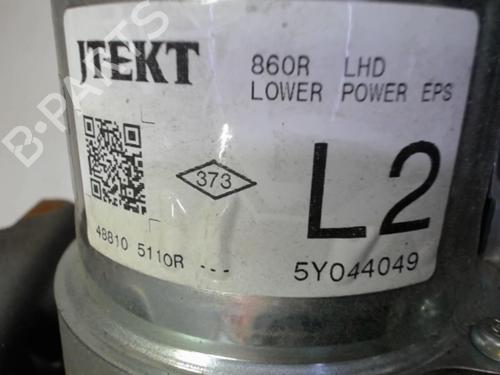 JTEKT
860R LHD
LOWER POWER EPS
373
L2
48810 5110R ---
5Y044049
B-PARTS